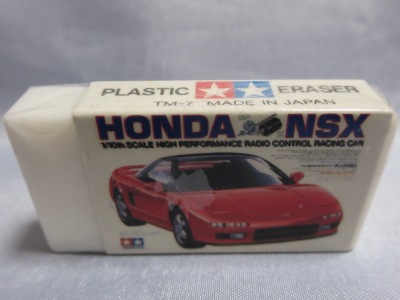 PLASTIC ERASER
TM-7 MADE IN JAPAN
HONDA NSX
1/10th SCALE HIGH PERFORMANCE RADIO CONTROL RACING CAR